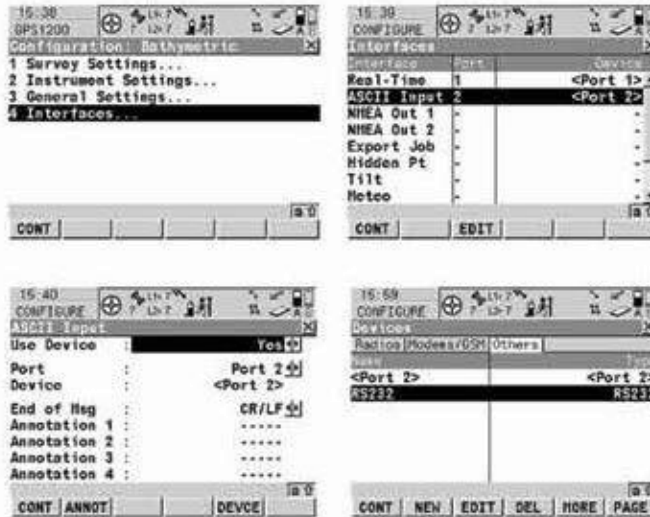 15:38
GPS1200
Configuration: Bathymetric
1 Survey Settings...
2 Instrument Settings...
3 General Settings...
4 Interfaces...
CONT
15:39
CONFIGURE
Interfaces
Interface Port Device
Real-Time 1 <Port 1>
ASCII Input 2 <Port 2>
NMEA Out 1 - -
NMEA Out 2 - -
Export Job - -
Hidden Pt - -
Tilt - -
Meteo - -
CONT EDIT
15:40
CONFIGURE
ASCII Input
Use Device : Yes
Port : Port 2
Device : <Port 2>
End of Msg : CR/LF
Annotation 1 : -----
Annotation 2 : -----
Annotation 3 : -----
Annotation 4 : -----
CONT ANNOT DEVCE
15:59
CONFIGURE
Devices
Radios Modems/GSM Others
<Port 2> <Port 2>
RS232
CONT NEW EDIT DEL MORE PAGE